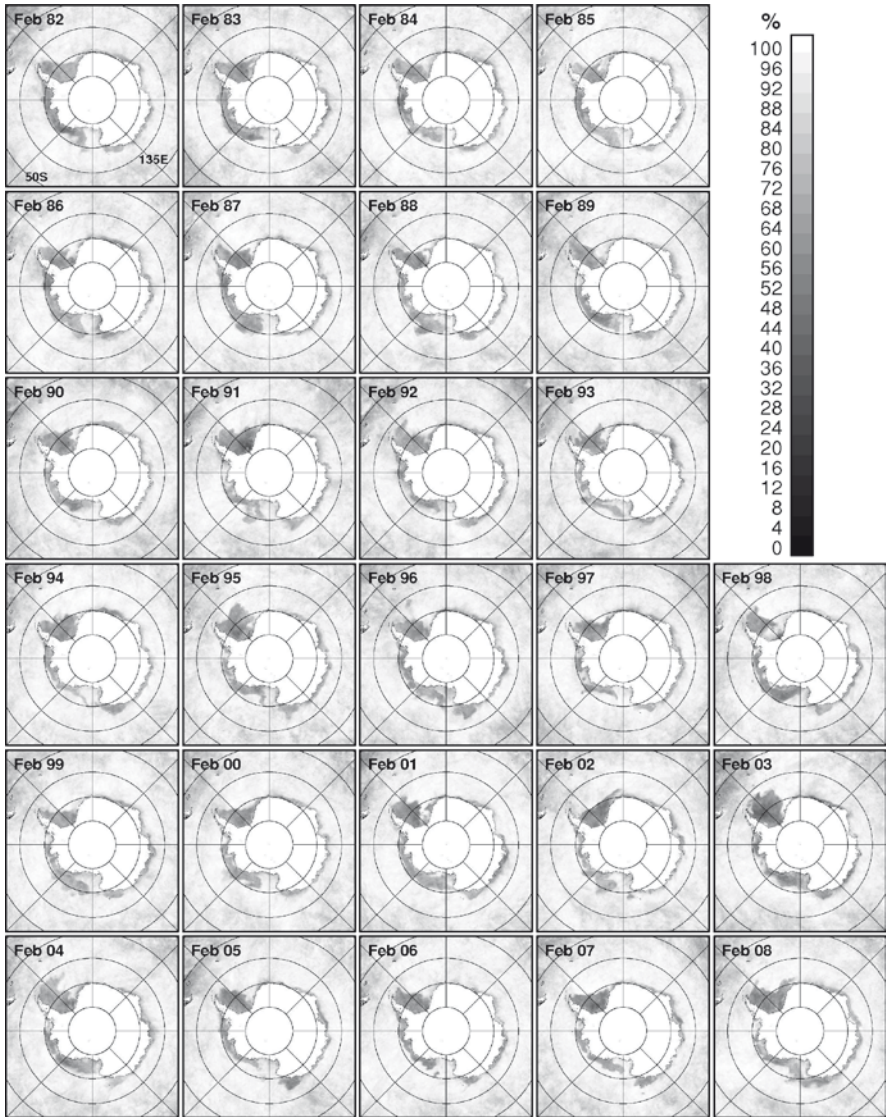 Feb 82
Feb 83
Feb 84
Feb 85
135E
50S
%
100
96
92
88
84
80
76
72
68
64
60
56
52
48
44
40
36
32
28
24
20
16
12
8
4
0
Feb 86
Feb 87
Feb 88
Feb 89
Feb 90
Feb 91
Feb 92
Feb 93
Feb 94
Feb 95
Feb 96
Feb 97
Feb 98
Feb 99
Feb 00
Feb 01
Feb 02
Feb 03
Feb 04
Feb 05
Feb 06
Feb 07
Feb 08